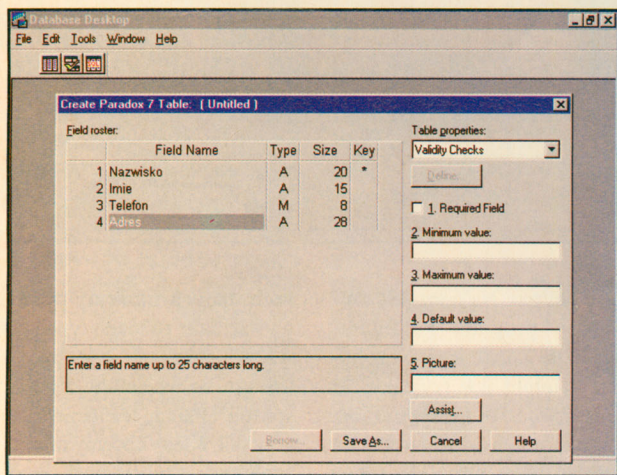 Database Desktop
File Edit Tools Window Help
Create Paradox 7 Table: ( Untitled )
Field roster:
Field Name Type Size Key
1 Nazwisko A 20 *
2 Imie A 15
3 Telefon M 8
4 Adres A 28
Enter a field name up to 25 characters long.
Table properties:
Validity Checks
Define...
1. Required Field
2. Minimum value:
3. Maximum value:
4. Default value:
5. Picture:
Assist...
Borrow... Save As... Cancel Help